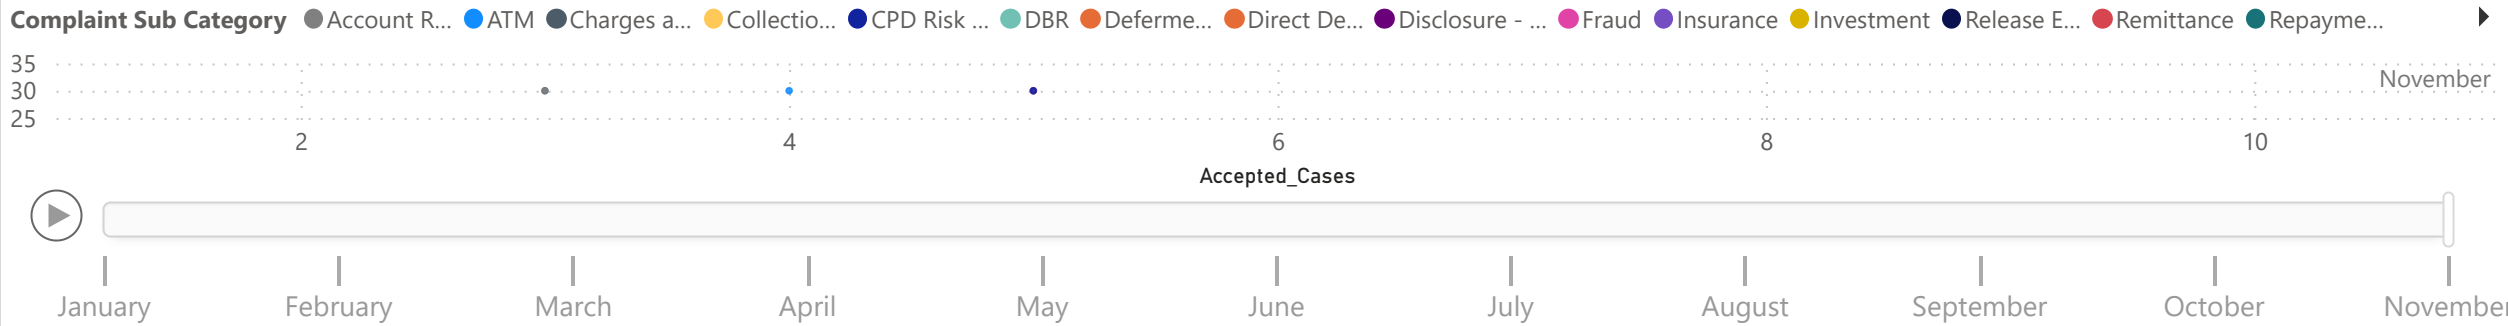 Complaint Sub Category Account R... ATM Charges a... Collectio... CPD Risk ... DBR Deferme... Direct De... Disclosure - ... Fraud Insurance Investment Release E... Remittance Repayme...
35
November
30
25
2 4 6 8 10
Accepted_Cases
January February March April May June July August September October November